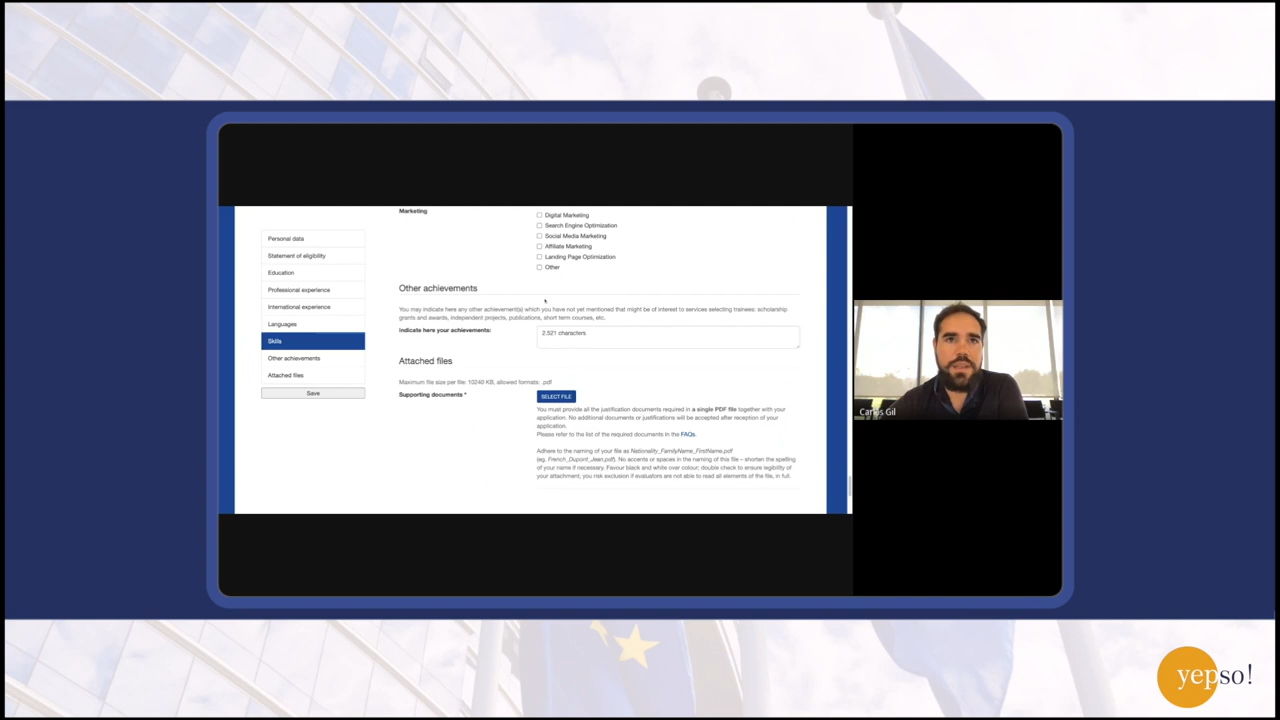 Marketing
Digital Marketing
Search Engine Optimization
Social Media Marketing
Affiliate Marketing
Landing Page Optimization
Other
Personal data
Statement of eligibility
Education
Professional experience
International experience
Languages
Skills
Other achievements
Attached files
Save
Other achievements
You may indicate here any other achievement(s) which you have not yet mentioned that might be of interest to services selecting trainees: scholarship
grants and awards, independent projects, publications, short term courses, etc.
Indicate here your achievements:
2.521 characters
Attached files
Maximum file size per file: 10240 KB, allowed formats: .pdf
Supporting documents *
SELECT FILE
You must provide all the justification documents required in a single PDF file together with your
application. No additional documents or justifications will be accepted after reception of your
application.
Please refer to the list of the required documents in the FAQs.
Adhere to the naming of your file as Nationality_FamilyName_FirstName.pdf
(eg. French_Dupont_Jean.pdf). No accents or spaces in the naming of this file – shorten the spelling
of your name if necessary. Favour black and white over colour; double check to ensure legibility of
your attachment; you risk exclusion if evaluators are not able to read all elements of the file, in full.
Carlos Gil
yepso!